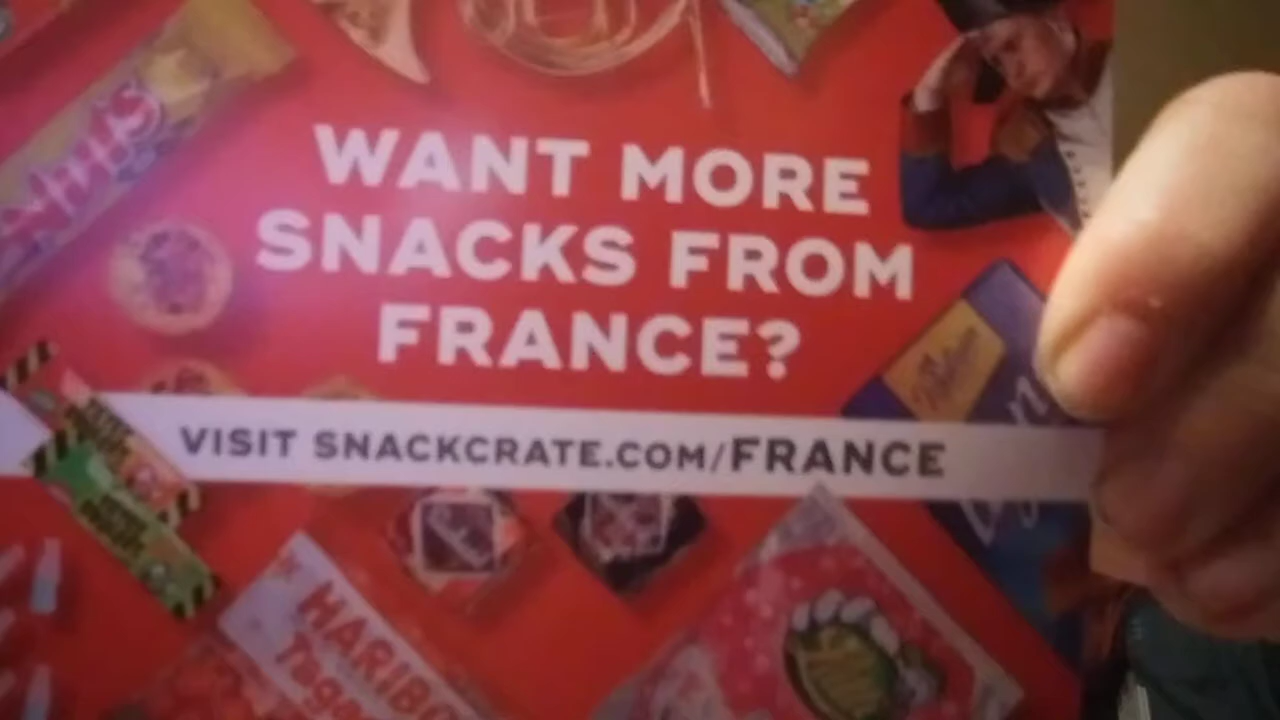 WANT MORE
SNACKS FROM
FRANCE?
VISIT SNACKCRATE.COM/FRANCE
HARIBO